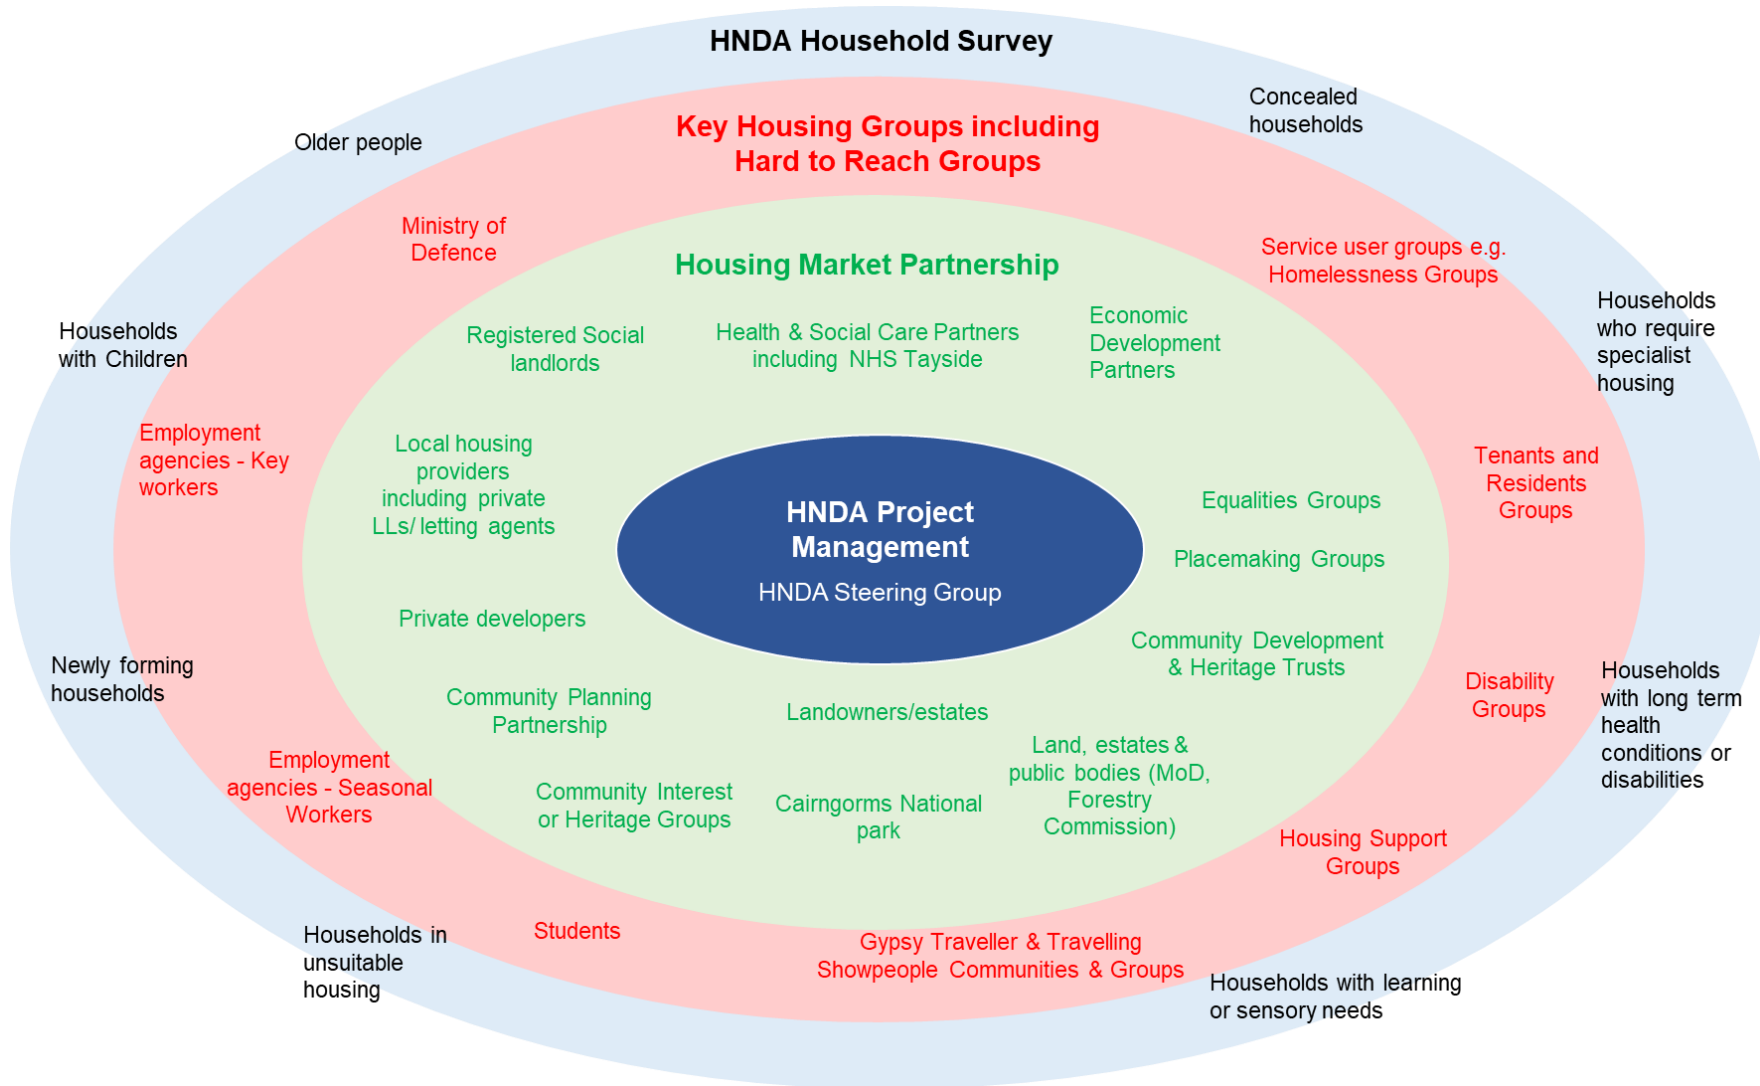 HNDA Household Survey
Concealed
households
Older people
Key Housing Groups including
Hard to Reach Groups
Ministry of
Defence
Service user groups e.g.
Homelessness Groups
Housing Market Partnership
Households
who require
specialist
housing
Households
with Children
Registered Social
landlords
Health & Social Care Partners
including NHS Tayside
Economic
Development
Partners
Employment
agencies - Key
workers
Local housing
providers
including private
LLs/ letting agents
Tenants and
Residents
Groups
Equalities Groups
HNDA Project
Management
HNDA Steering Group
Placemaking Groups
Private developers
Community Development
& Heritage Trusts
Newly forming
households
Community Planning
Partnership
Landowners/estates
Disability
Groups
Households
with long term
health
conditions or
disabilities
Employment
agencies - Seasonal
Workers
Community Interest
or Heritage Groups
Cairngorms National
park
Land, estates &
public bodies (MoD,
Forestry
Commission)
Housing Support
Groups
Households in
unsuitable
housing
Students
Gypsy Traveller & Travelling
Showpeople Communities & Groups
Households with learning
or sensory needs